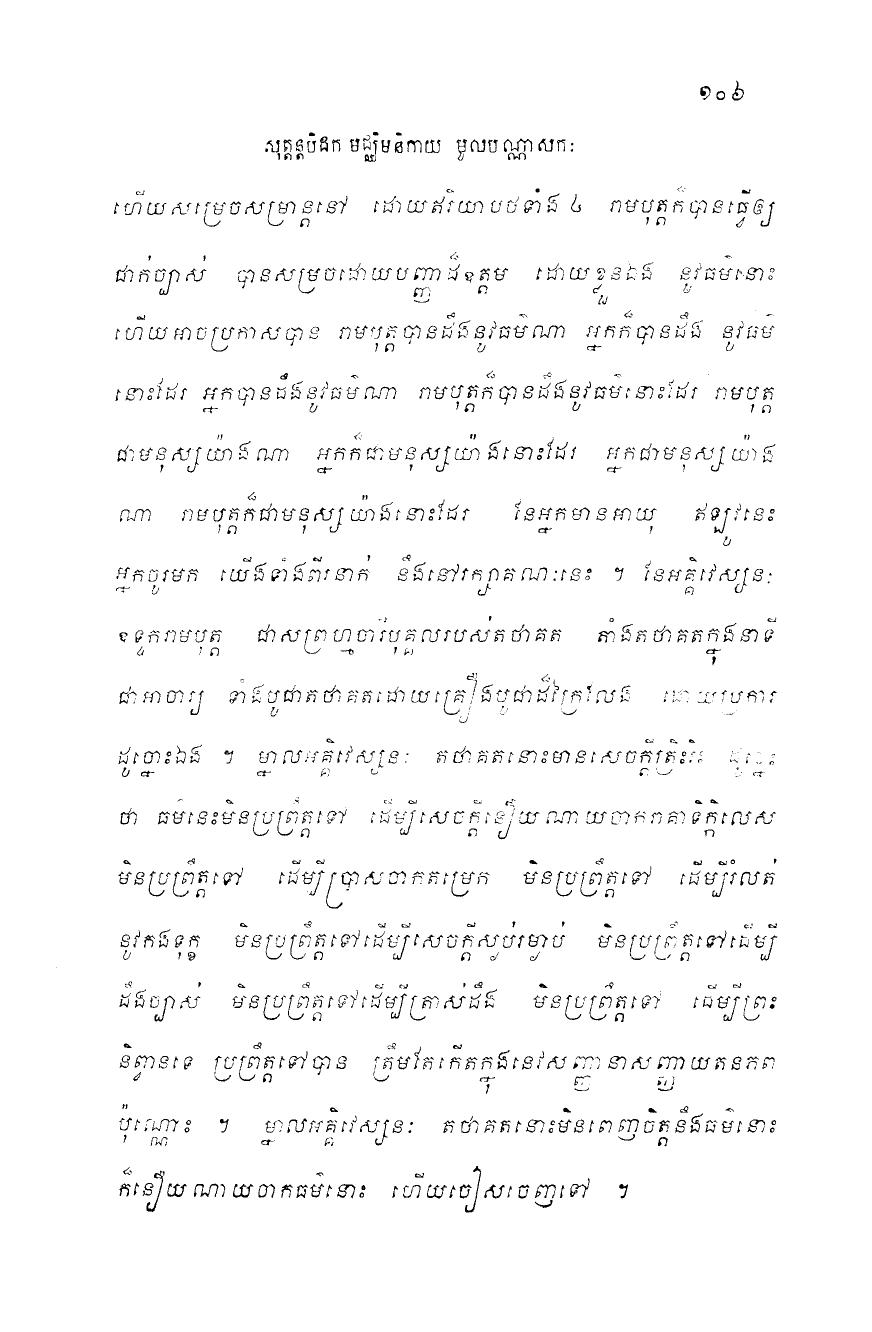 ១០៦
សុត្តន្តបិដក មជ្ឈិមនិកាយ មូលបណ្ណាសកៈ
ហើយសម្រេចសម្រាន្តនៅ ដោយឥរិយាបថទាំង ៤ រាមបុត្តក៏បានធ្វើឲ្យ
ជាក់ច្បាស់ បានសម្រេចដោយបញ្ញាដ៏ឧត្តម ដោយខ្លួនឯង នូវធម៌នោះ
ហើយអាចប្រកាសបាន រាមបុត្តបានដឹងនូវធម៌ណា អ្នកក៏បានដឹង នូវធម៌
នោះដែរ អ្នកបានដឹងនូវធម៌ណា រាមបុត្តក៏បានដឹងនូវធម៌នោះដែរ រាមបុត្ត
ជាមនុស្សយ៉ាងណា អ្នកក៏ជាមនុស្សយ៉ាងនោះដែរ អ្នកជាមនុស្សយ៉ាង
ណា រាមបុត្តក៏ជាមនុស្សយ៉ាងនោះដែរ នែអ្នកមានអាយុ ឥឡូវនេះ
អ្នកចូរមក យើងទាំងពីរនាក់ នឹងនៅរក្សាគណៈនេះ ។ នែអគ្គិវេស្សនៈ
ឧទ្ទករាមបុត្ត ជាសព្រហ្មចារីបុគ្គលរបស់តថាគត តាំងតថាគតក្នុងនាទី
ជាអាចារ្យ ទាំងបូជាតថាគតដោយគ្រឿងបូជាដ៏ក្រៃលែង ដោយប្រការ
ដូច្នោះឯង ។ ម្នាលអគ្គិវេស្សនៈ តថាគតនោះមានសេចក្តីត្រិះរិះ ដូច្នេះ
ថា ធម៌នេះមិនប្រព្រឹត្តទៅ ដើម្បីសេចក្តីនឿយណាយចាករាគាទិក្កិលេស
មិនប្រព្រឹត្តទៅ ដើម្បីប្រាសចាកតម្រេក មិនប្រព្រឹត្តទៅ ដើម្បីរំលត់
នូវកងទុក្ខ មិនប្រព្រឹត្តទៅដើម្បីសេចក្តីស្ងប់រម្ងាប់ មិនប្រព្រឹត្តទៅដើម្បី
ដឹងច្បាស់ មិនប្រព្រឹត្តទៅដើម្បីត្រាស់ដឹង មិនប្រព្រឹត្តទៅ ដើម្បីព្រះ
និព្វានទេ ប្រព្រឹត្តទៅបាន ត្រឹមតែកើតក្នុងនេវសញ្ញានាសញ្ញាយតនភព
ប៉ុណ្ណោះ ។ ម្នាលអគ្គិវេស្សនៈ តថាគតនោះមិនពេញចិត្តនឹងធម៌នោះ
ក៏នឿយណាយចាកធម៌នោះ ហើយចៀសចេញទៅ ។